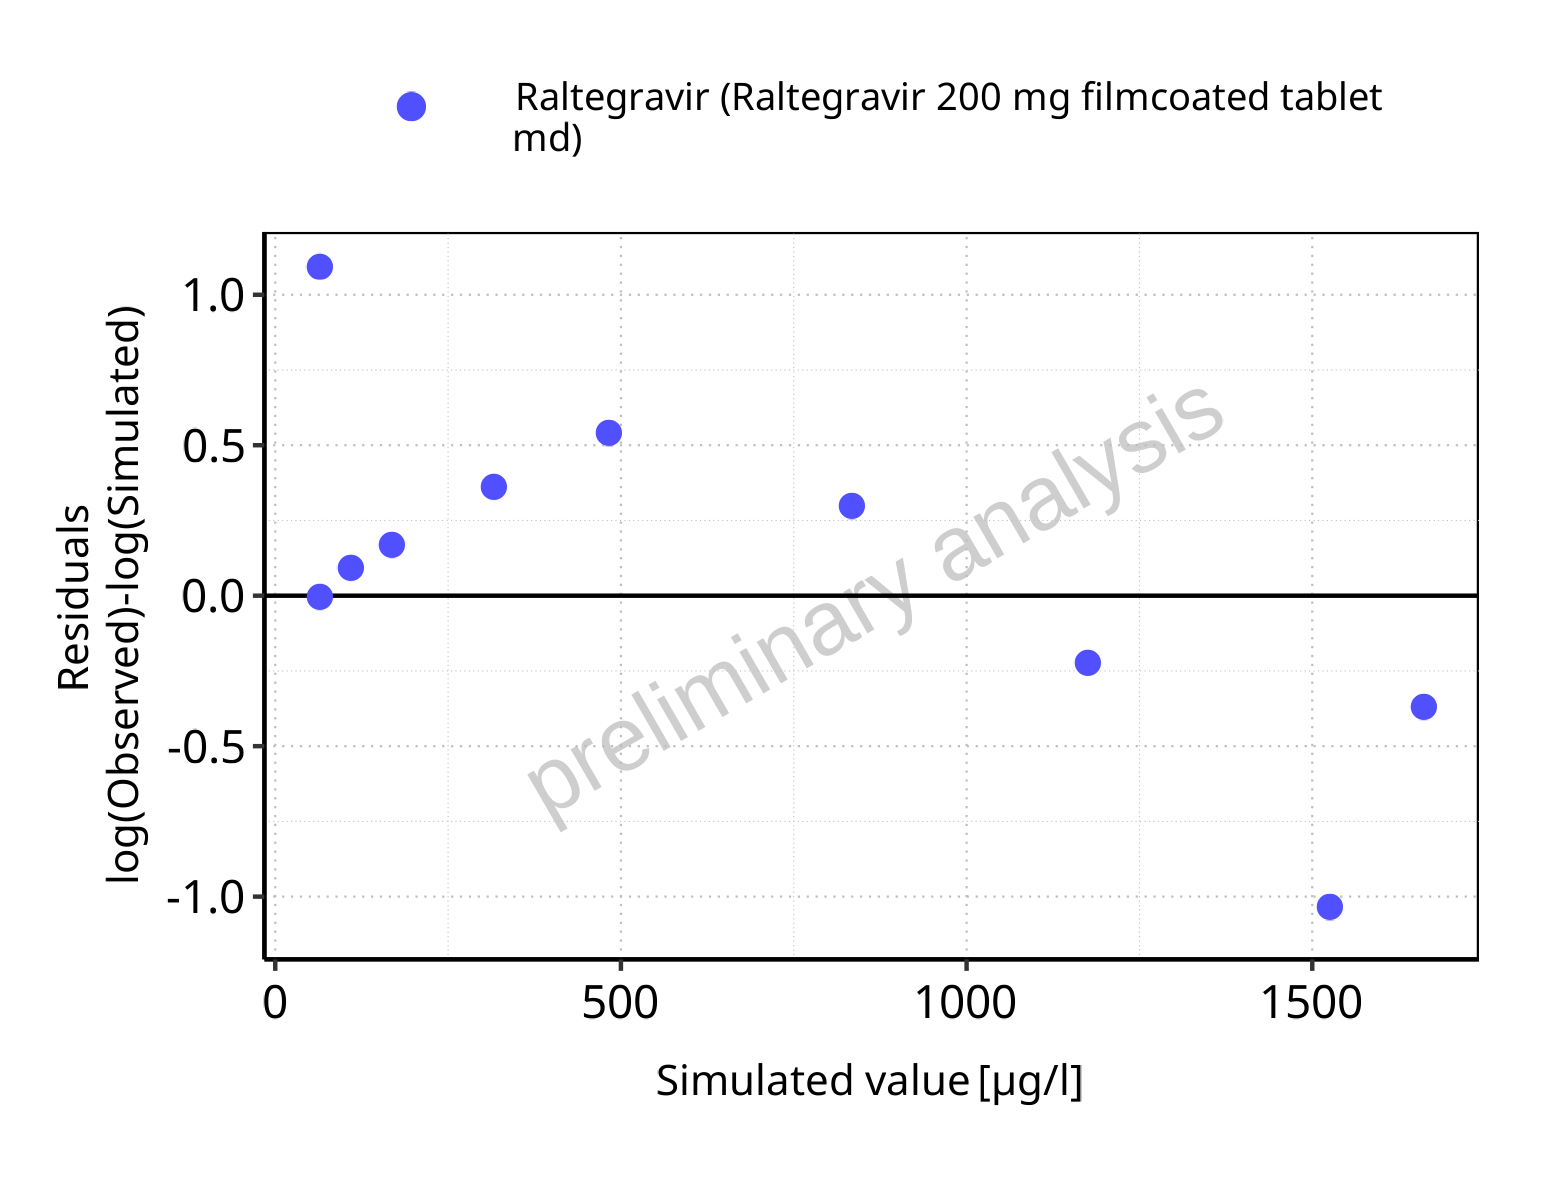 Raltegravir (Raltegravir 200 mg filmcoated tablet
md)
Residuals
log(Observed)-log(Simulated)
1.0
0.5
0.0
-0.5
-1.0
preliminary analysis
0 500 1000 1500
Simulated value [µg/l]